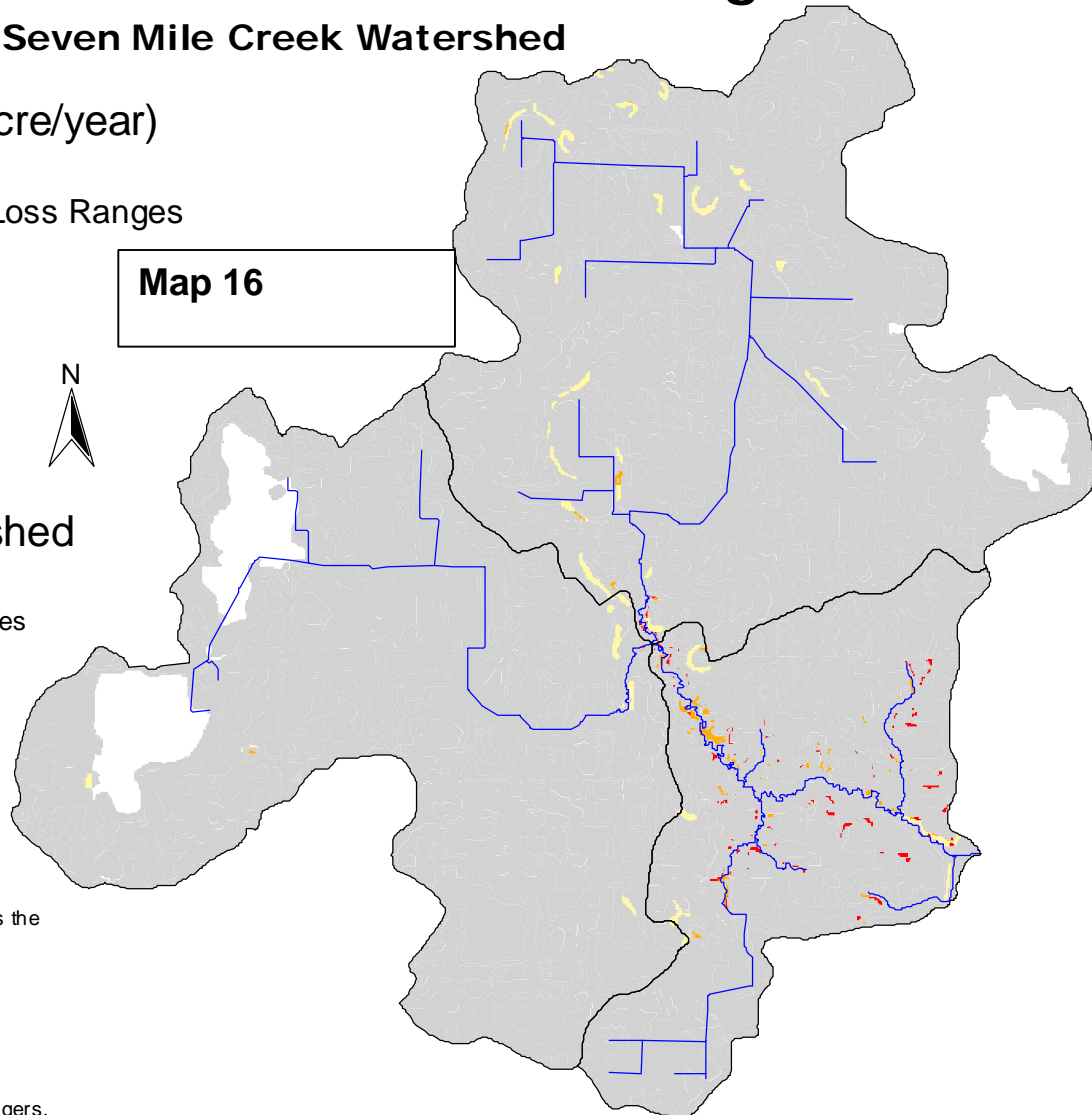 g
Seven Mile Creek Watershed
cre/year)
Loss Ranges
Map 16
N
shed
es
s the
gers.